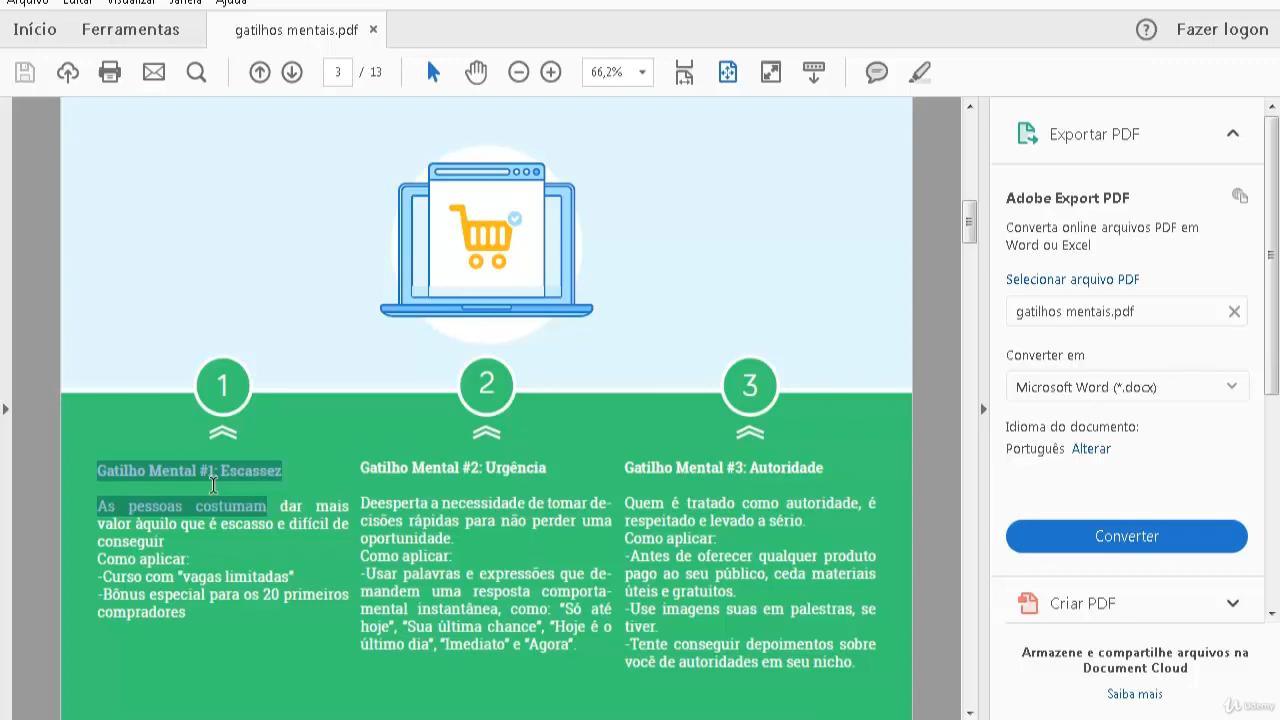 Arquivo Editar Visualizar Janela Ajuda
Início Ferramentas gatilhos mentais.pdf × ? Fazer logon
3 / 13 66,2%
1 2 3
Gatilho Mental #1: Escassez
As pessoas costumam dar mais
valor àquilo que é escasso e difícil de
conseguir
Como aplicar:
-Curso com "vagas limitadas"
-Bônus especial para os 20 primeiros
compradores
Gatilho Mental #2: Urgência
Deesperta a necessidade de tomar de-
cisões rápidas para não perder uma
oportunidade.
Como aplicar:
-Usar palavras e expressões que de-
mandem uma resposta comporta-
mental instantânea, como: "Só até
hoje", "Sua última chance", "Hoje é o
último dia", "Imediato" e "Agora".
Gatilho Mental #3: Autoridade
Quem é tratado como autoridade, é
respeitado e levado a sério.
Como aplicar:
-Antes de oferecer qualquer produto
pago ao seu público, ceda materiais
úteis e gratuitos.
-Use imagens suas em palestras, se
tiver.
-Tente conseguir depoimentos sobre
você de autoridades em seu nicho.
Exportar PDF
Adobe Export PDF
Converta online arquivos PDF em
Word ou Excel
Selecionar arquivo PDF
gatilhos mentais.pdf
Converter em
Microsoft Word (*.docx)
Idioma do documento:
Português Alterar
Converter
Criar PDF
Armazene e compartilhe arquivos na
Document Cloud
Saiba mais
Udemy